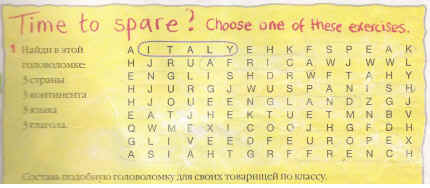 Time to spare? Choose one of these exercises.
1 Найди в этой A I T A L Y E H K F S P E A K
головоломке H J R U A F R I C A W J W W L
3 страны E N G L I S H D R W F T A H Y
3 континента H J U R G J W U S P A N I S H
3 языка H J O U E E N G L A N D Z G J
3 глагола. E A T J H E K T U E T M N B V
Q W M E X I C O O J H G F D H
G L I V E E D F E U R O P E X
A S I A H T G R F F R E N C H
Составь подобную головоломку для своих товарищей по классу.